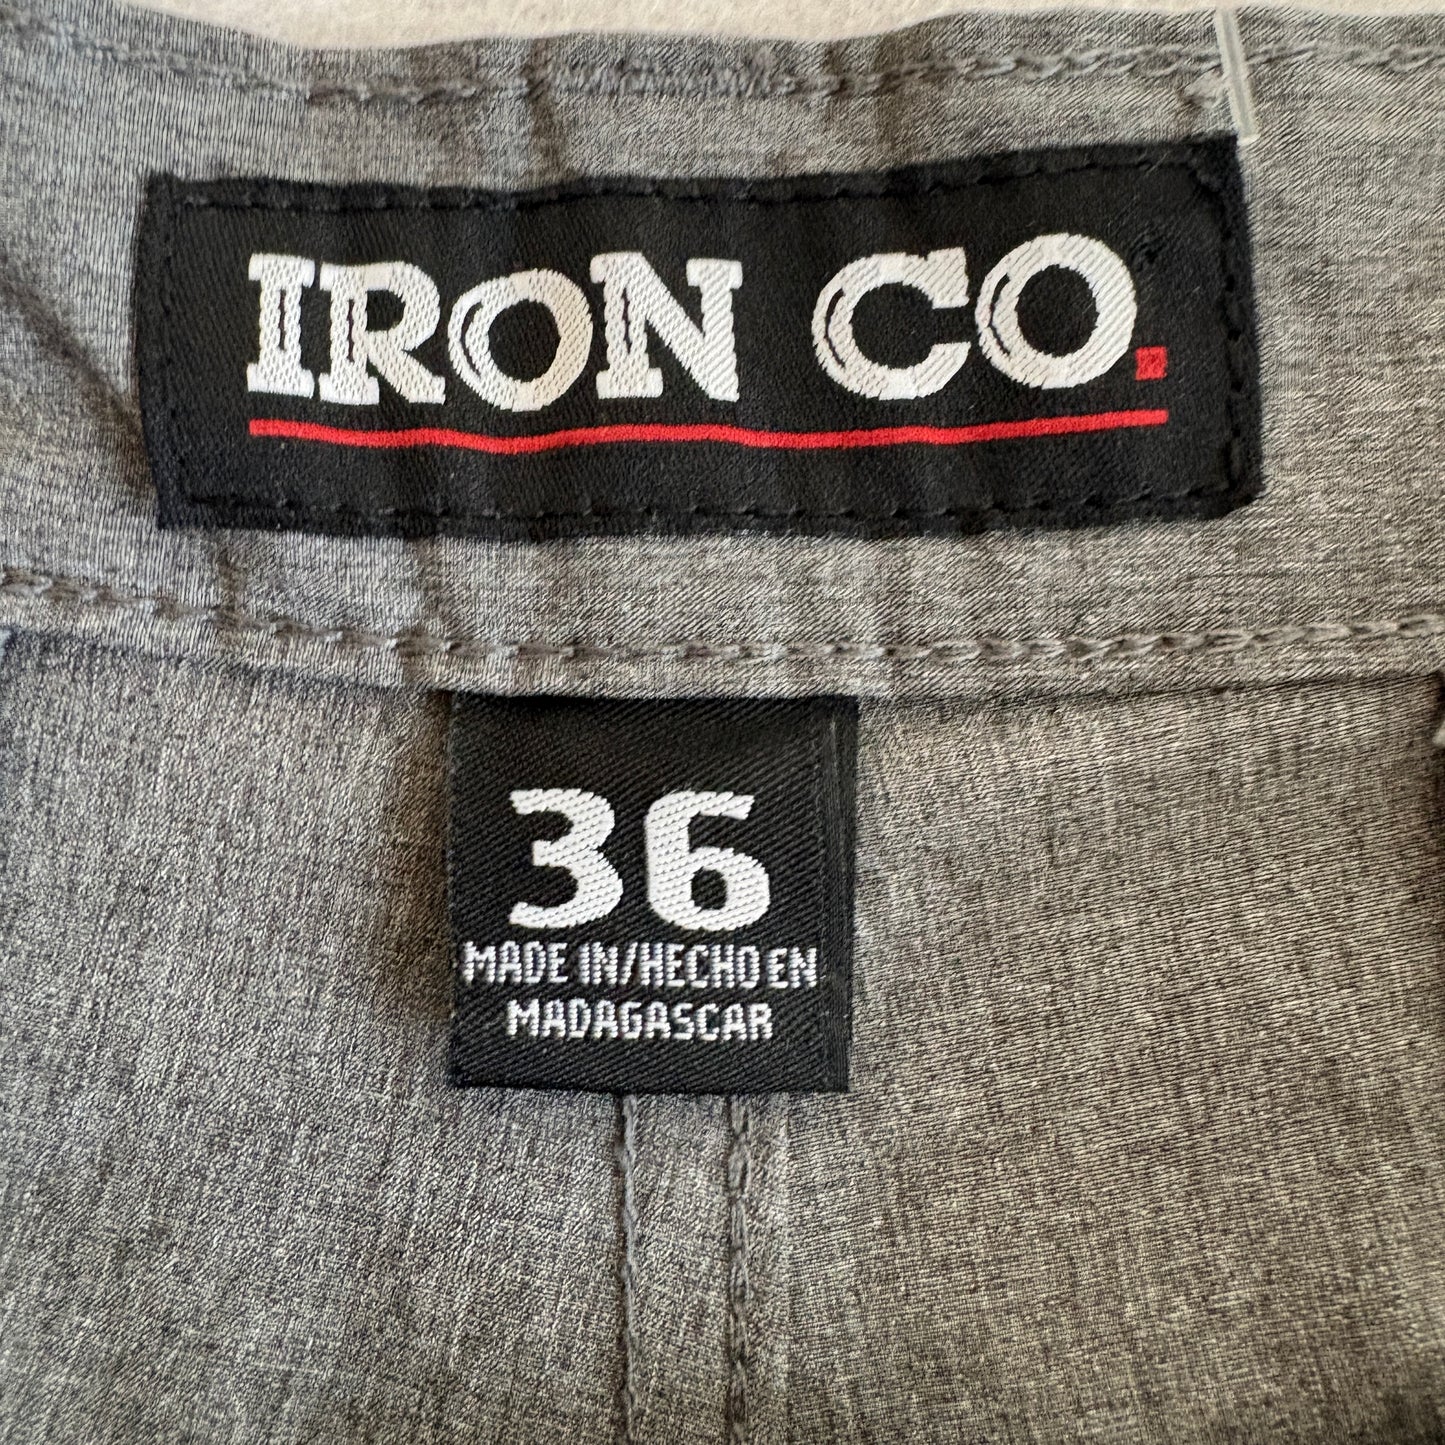 IRON CO.
36
MADE IN/HECHO EN
MADAGASCAR